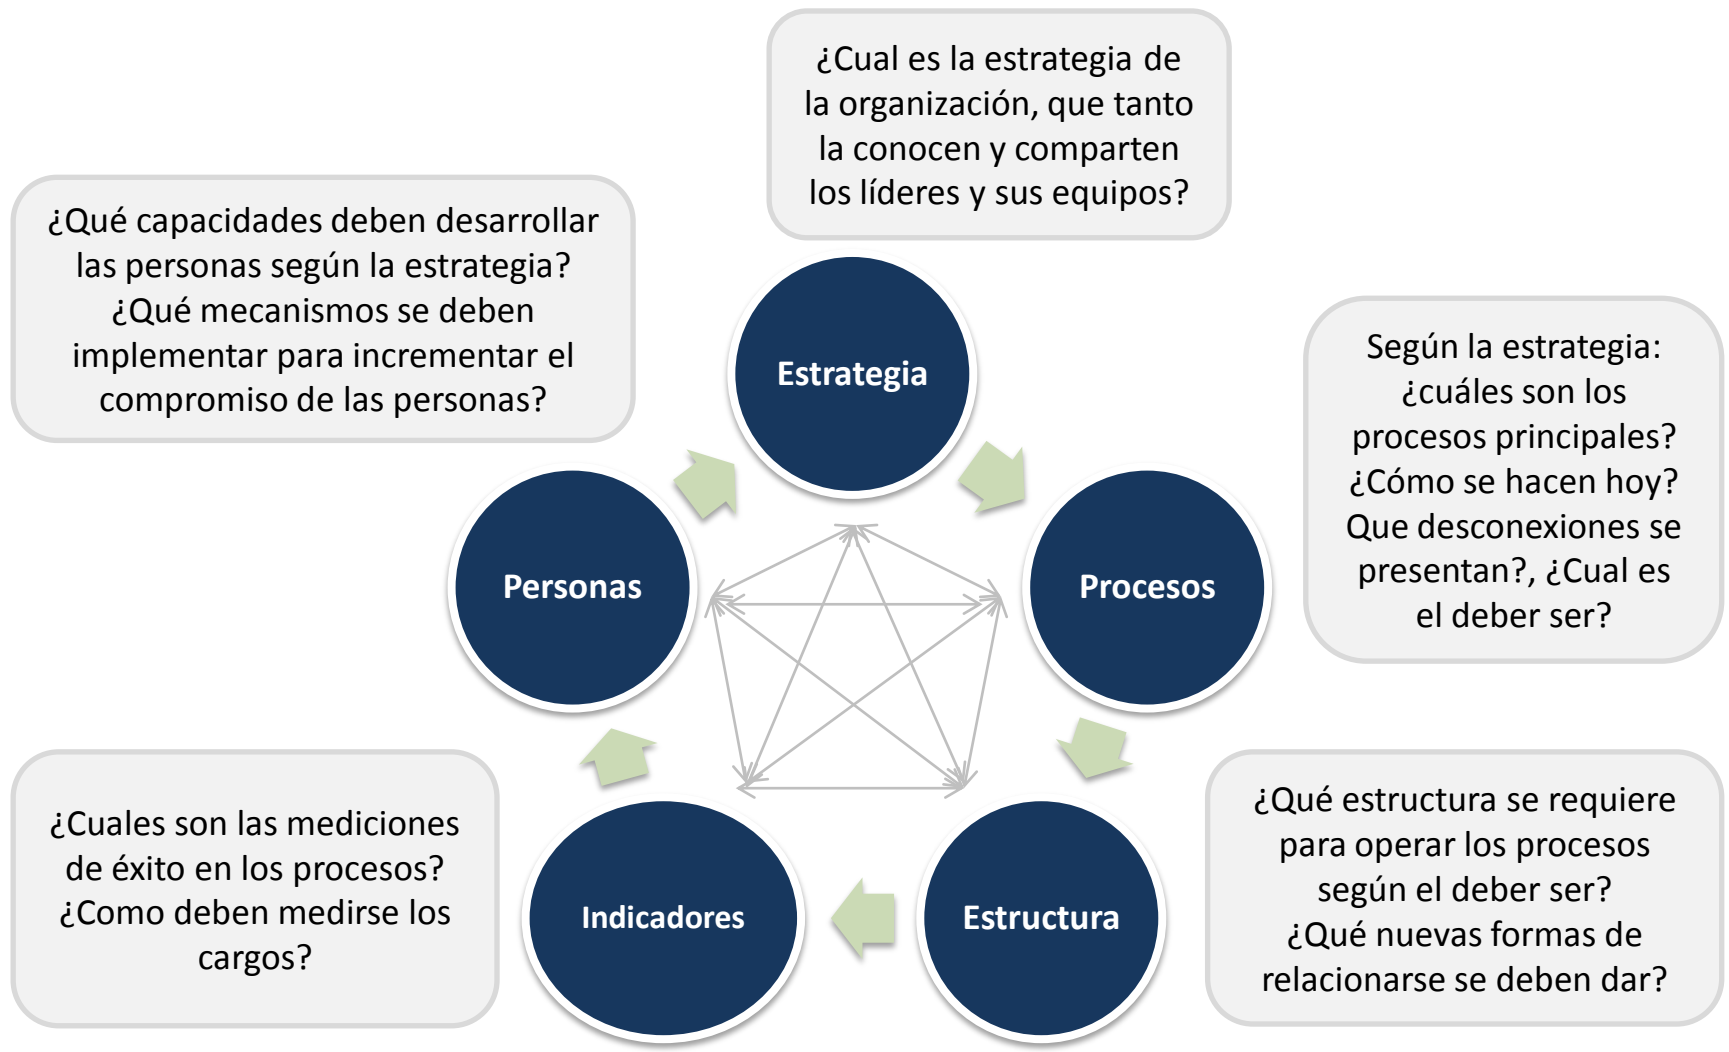 ¿Cual es la estrategia de
la organización, que tanto
la conocen y comparten
los líderes y sus equipos?
¿Qué capacidades deben desarrollar
las personas según la estrategia?
¿Qué mecanismos se deben
implementar para incrementar el
compromiso de las personas?
Estrategia
Según la estrategia:
¿cuáles son los
procesos principales?
¿Cómo se hacen hoy?
Que desconexiones se
presentan?, ¿Cual es
el deber ser?
Personas
Procesos
¿Cuales son las mediciones
de éxito en los procesos?
¿Como deben medirse los
cargos?
Indicadores
Estructura
¿Qué estructura se requiere
para operar los procesos
según el deber ser?
¿Qué nuevas formas de
relacionarse se deben dar?